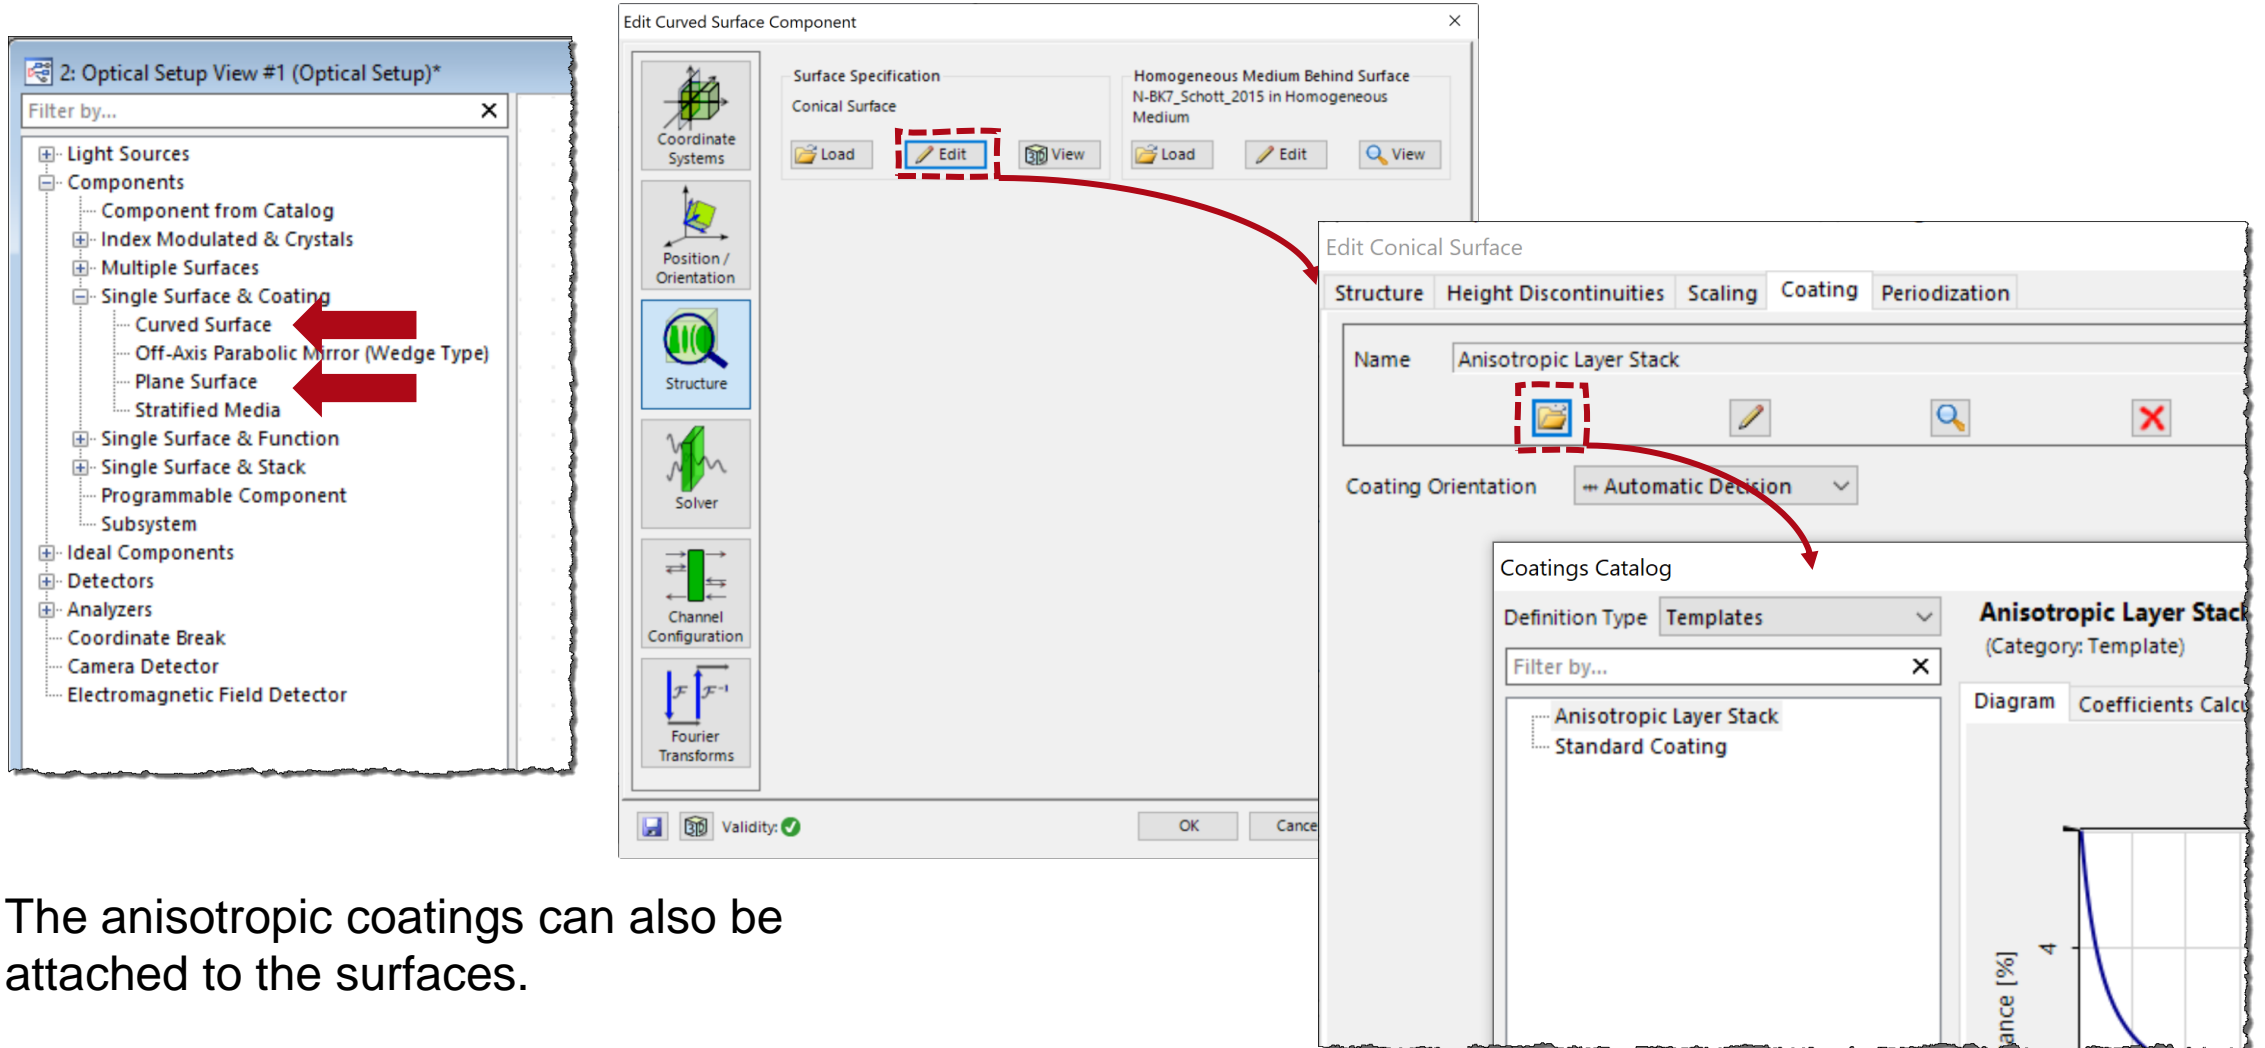 2: Optical Setup View #1 (Optical Setup)*
Filter by...
Light Sources
Components
Component from Catalog
Index Modulated & Crystals
Multiple Surfaces
Single Surface & Coating
Curved Surface
Off-Axis Parabolic Mirror (Wedge Type)
Plane Surface
Stratified Media
Single Surface & Function
Single Surface & Stack
Programmable Component
Subsystem
Ideal Components
Detectors
Analyzers
Coordinate Break
Camera Detector
Electromagnetic Field Detector
Edit Curved Surface Component
Coordinate
Systems
Position /
Orientation
Structure
Solver
Channel
Configuration
F F⁻¹
Fourier
Transforms
Surface Specification
Conical Surface
Load Edit 3D View
Homogeneous Medium Behind Surface
N-BK7_Schott_2015 in Homogeneous
Medium
Load Edit View
3D Validity:
OK Cance
Edit Conical Surface
Structure Height Discontinuities Scaling Coating Periodization
Name Anisotropic Layer Stack
Coating Orientation Automatic Decision
Coatings Catalog
Definition Type Templates
Filter by...
Anisotropic Layer Stack
Standard Coating
Anisotropic Layer Stack
(Category: Template)
Diagram Coefficients Calcu
4
ance [%]
The anisotropic coatings can also be
attached to the surfaces.